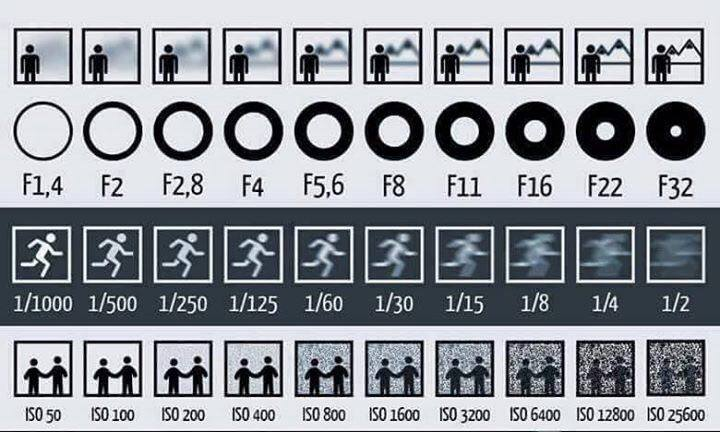 F1,4 F2 F2,8 F4 F5,6 F8 F11 F16 F22 F32
1/1000 1/500 1/250 1/125 1/60 1/30 1/15 1/8 1/4 1/2
ISO 50 ISO 100 ISO 200 ISO 400 ISO 800 ISO 1600 ISO 3200 ISO 6400 ISO 12800 ISO 25600